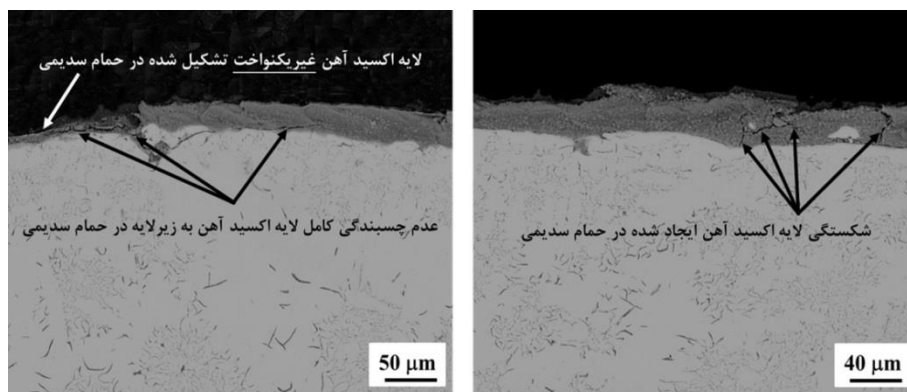 لایه اکسید آهن غیریکنواخت تشکیل شده در حمام سدیمی
عدم چسبندگی کامل لایه اکسید آهن به زیرلایه در حمام سدیمی
50 µm
شکستگی لایه اکسید آهن ایجاد شده در حمام سدیمی
40 µm